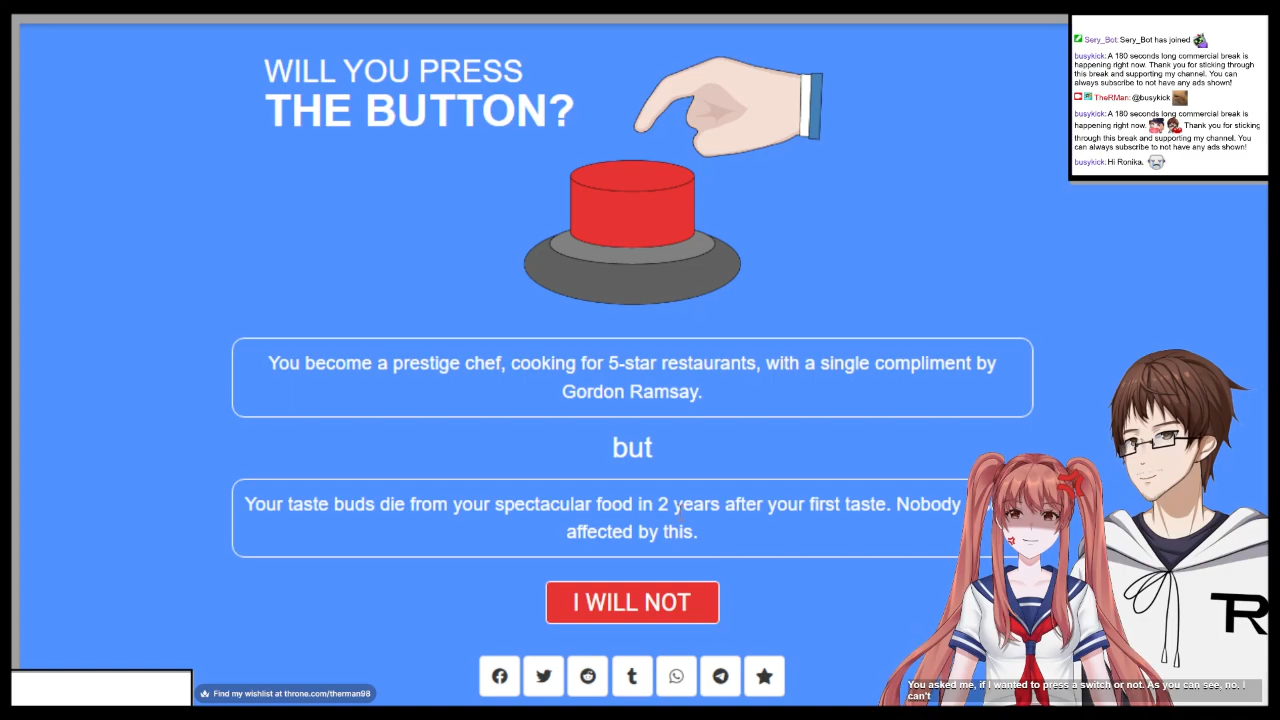 WILL YOU PRESS
THE BUTTON?
Sery_Bot: Sery_Bot has joined
busykick: A 180 seconds long commercial break is
happening right now. Thank you for sticking through
this break and supporting my channel. You can
always subscribe to not have any ads shown!
TheRMan: @busykick
busykick: A 180 seconds long commercial break is
happening right now. Thank you for sticking
through this break and supporting my channel. You
can always subscribe to not have any ads shown!
busykick: Hi Ronika.
You become a prestige chef, cooking for 5-star restaurants, with a single compliment by
Gordon Ramsay.
but
Your taste buds die from your spectacular food in 2 years after your first taste. Nobody
affected by this.
I WILL NOT
TR
Find my wishlist at throne.com/therman98
You asked me, if I wanted to press a switch or not. As you can see, no. I
can't